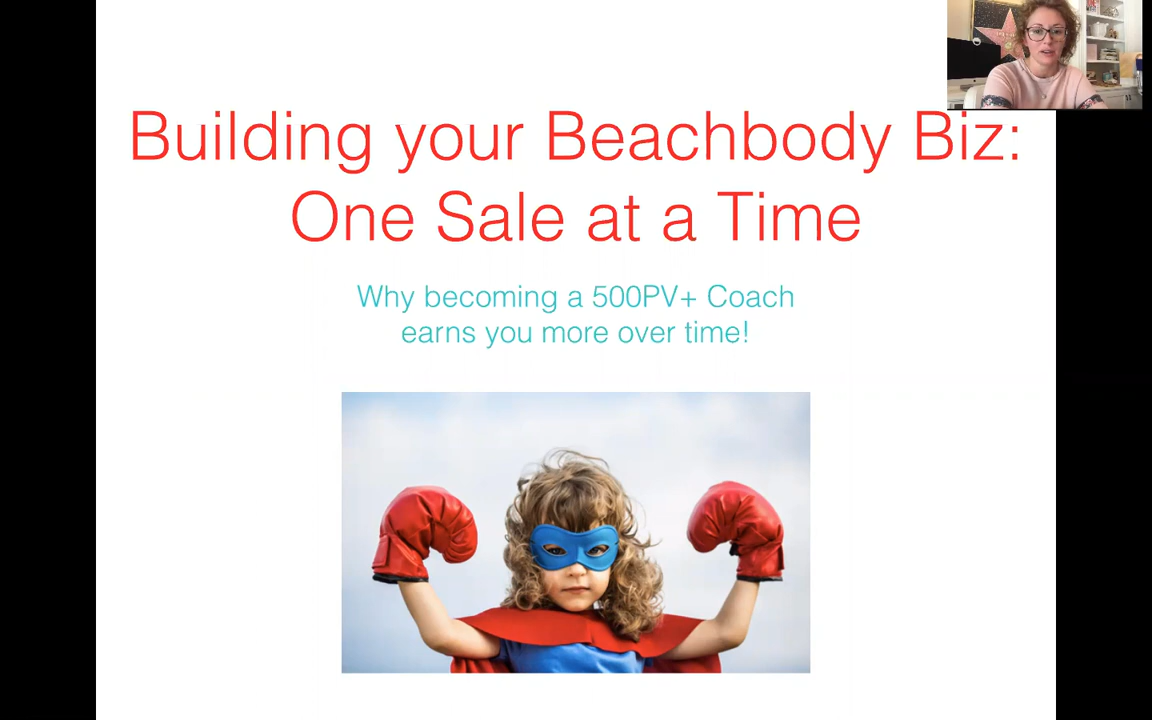 Building your Beachbody Biz:
One Sale at a Time
Why becoming a 500PV+ Coach
earns you more over time!